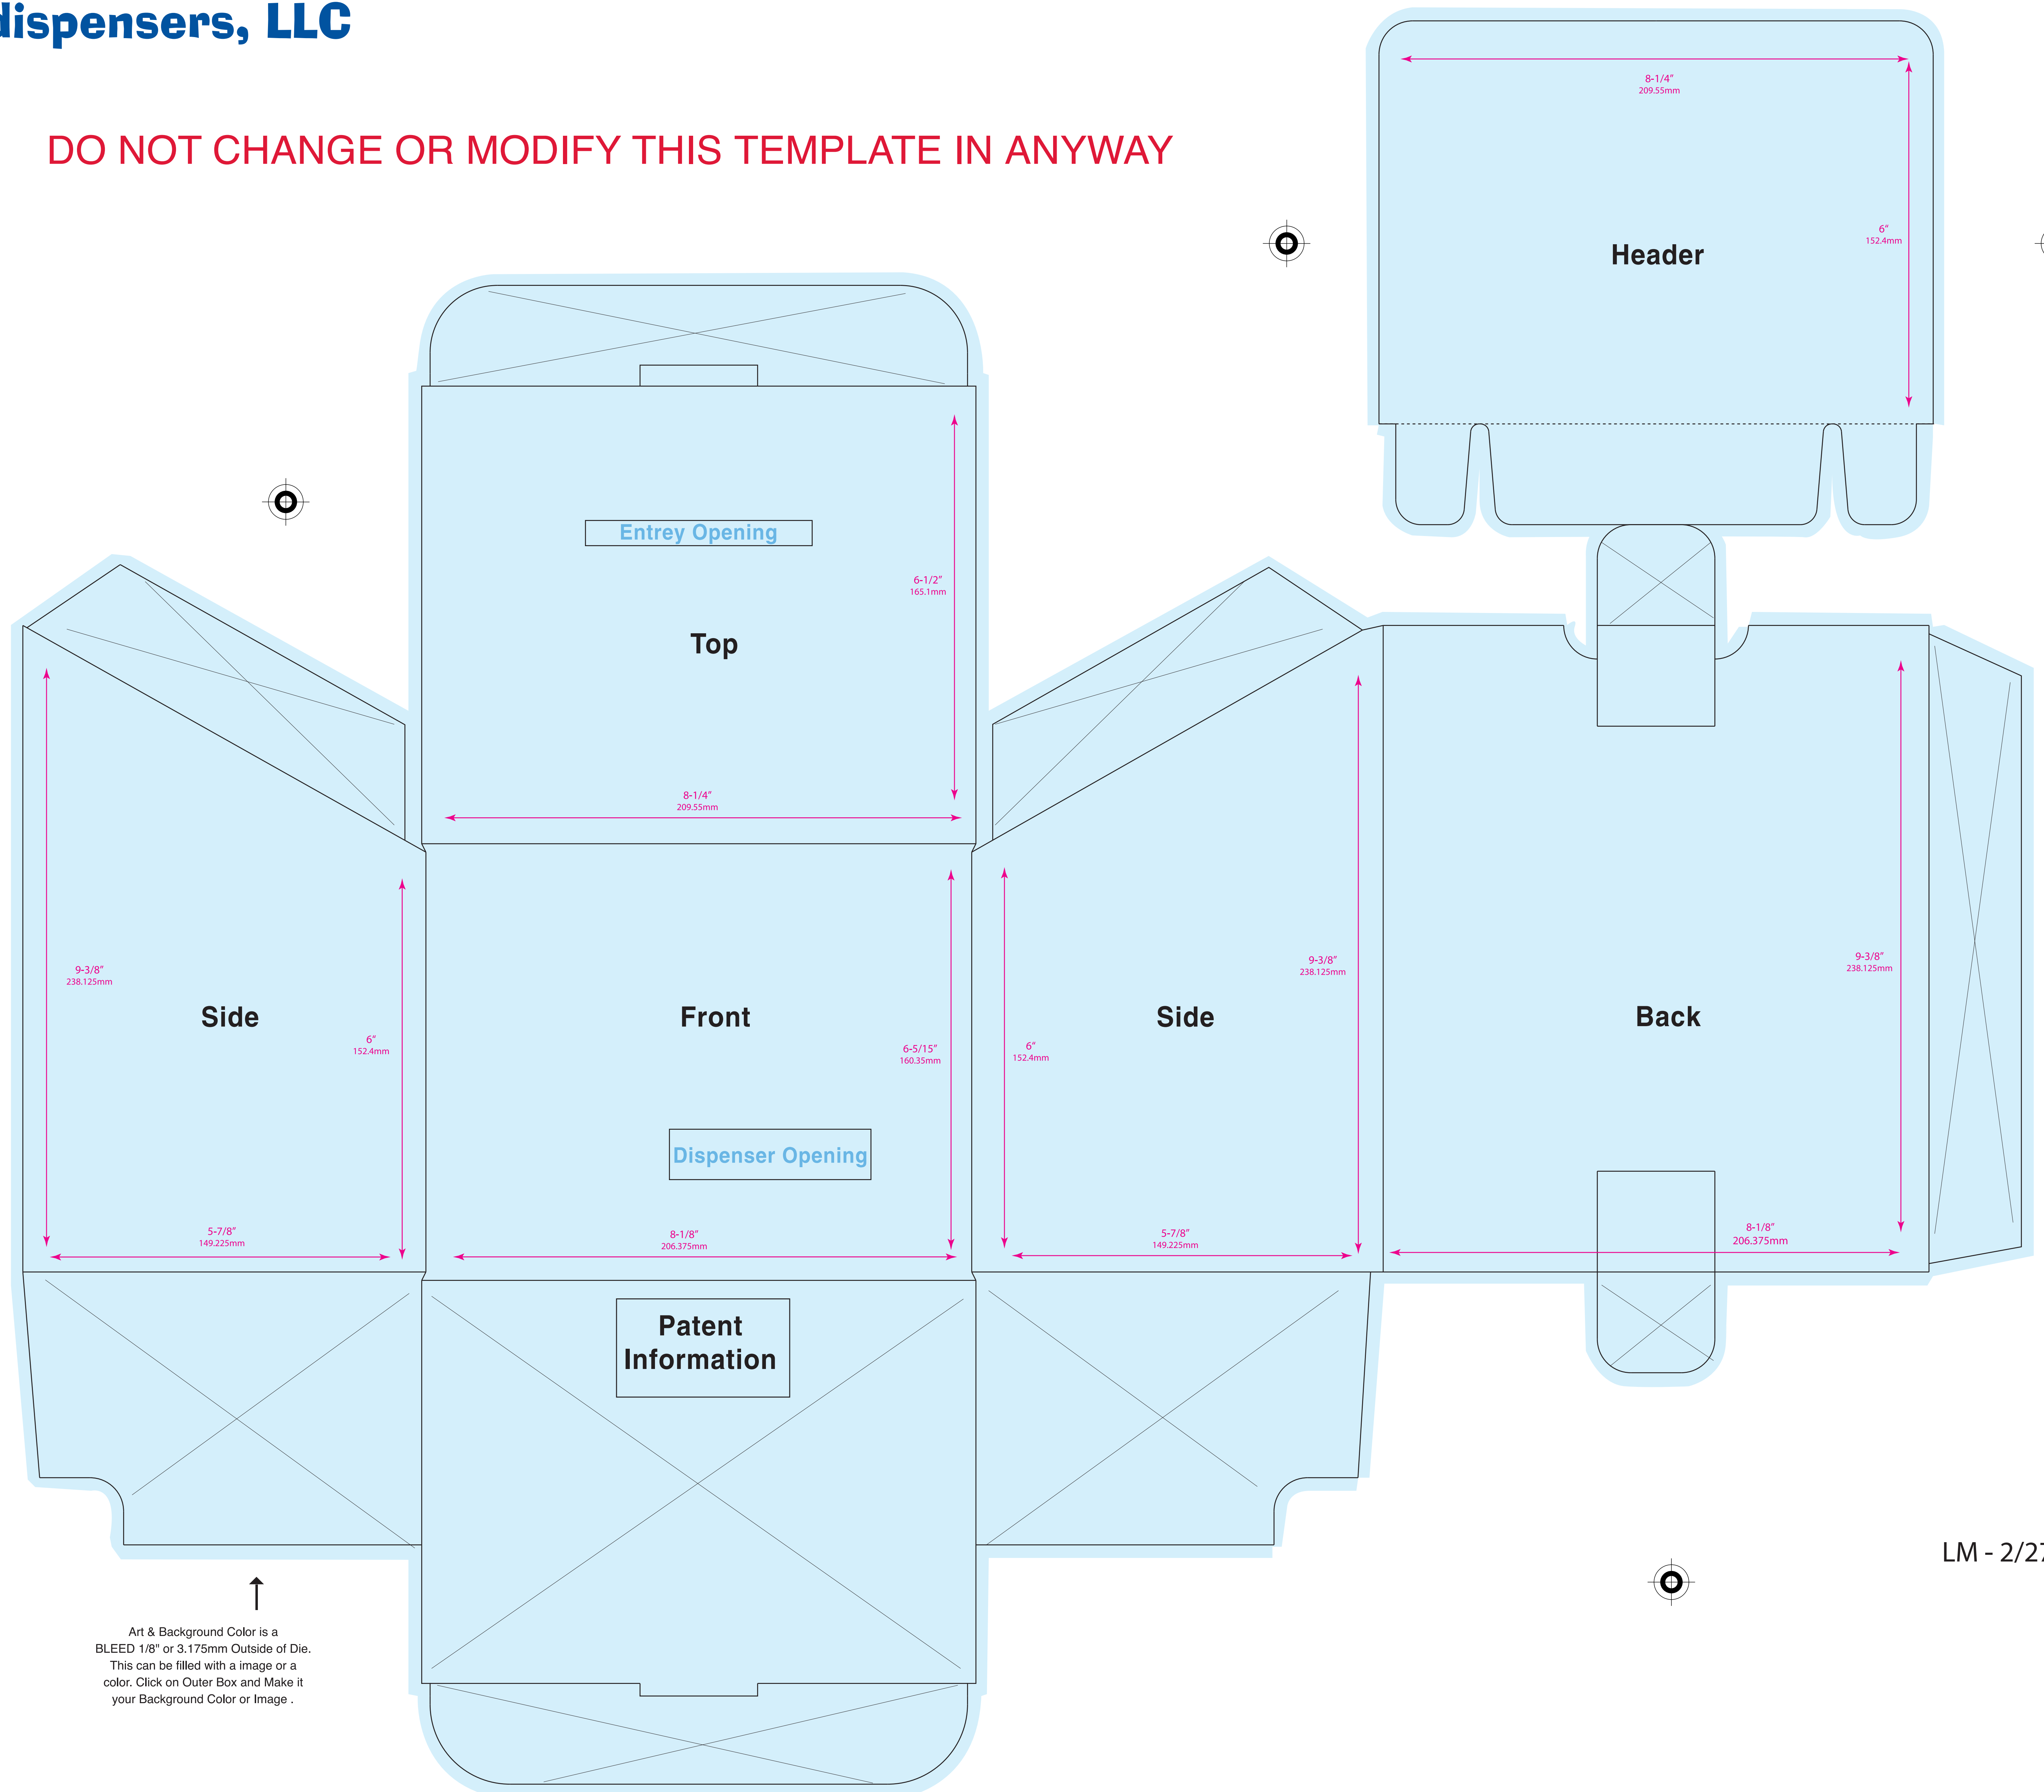 dispensers, LLC
DO NOT CHANGE OR MODIFY THIS TEMPLATE IN ANYWAY
8-1/4"
209.55mm
6"
152.4mm
Header
Entrey Opening
6-1/2"
165.1mm
Top
8-1/4"
209.55mm
9-3/8"
238.125mm
Side
6"
152.4mm
5-7/8"
149.225mm
Front
6-5/15"
160.35mm
Dispenser Opening
8-1/8"
206.375mm
9-3/8"
238.125mm
Side
6"
152.4mm
5-7/8"
149.225mm
9-3/8"
238.125mm
Back
8-1/8"
206.375mm
Patent
Information
LM - 2/27
Art & Background Color is a
BLEED 1/8" or 3.175mm Outside of Die.
This can be filled with a image or a
color. Click on Outer Box and Make it
your Background Color or Image .